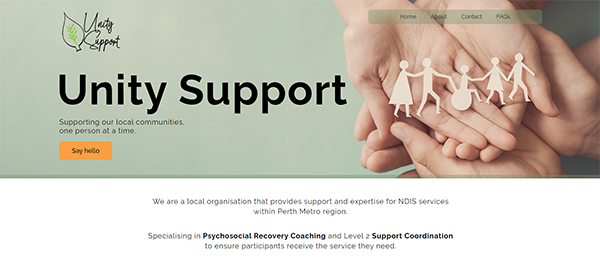 Home About Contact FAQs
Unity
Support
Unity Support
Supporting our local communities,
one person at a time.
Say hello
We are a local organisation that provides support and expertise for NDIS services
within Perth Metro region.
Specialising in Psychosocial Recovery Coaching and Level 2 Support Coordination
to ensure participants receive the service they need.